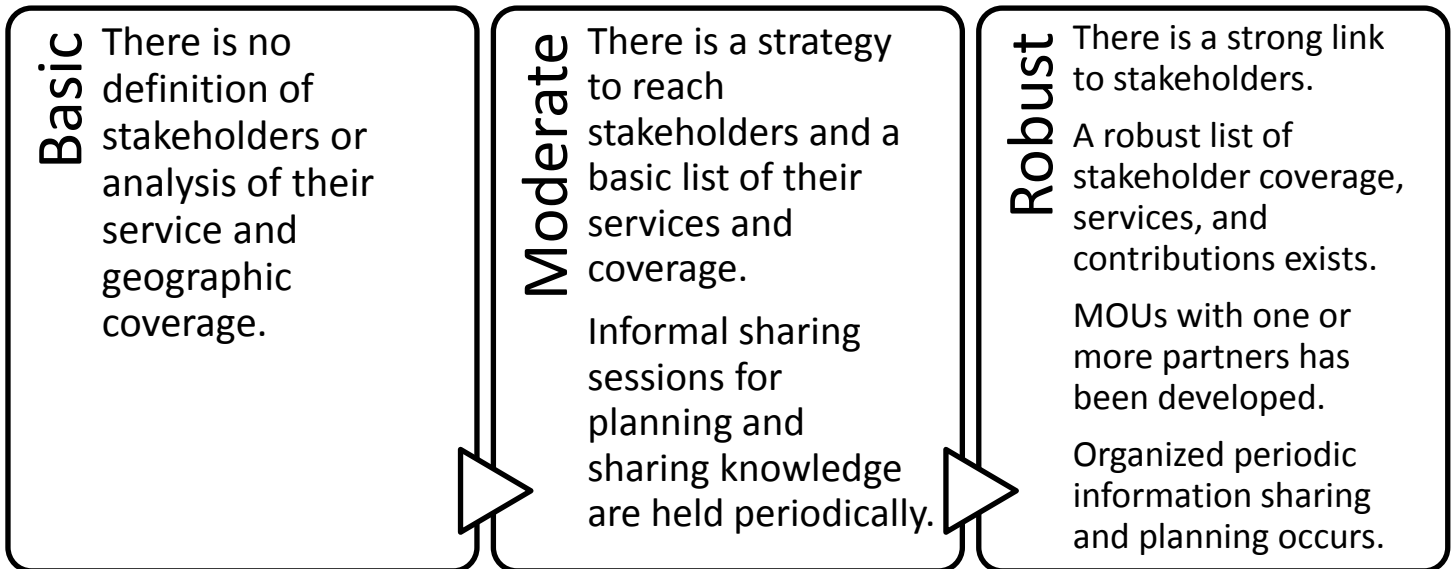 Basic
There is no
definition of
stakeholders or
analysis of their
service and
geographic
coverage.
Moderate
There is a strategy
to reach
stakeholders and a
basic list of their
services and
coverage.
Informal sharing
sessions for
planning and
sharing knowledge
are held periodically.
Robust
There is a strong link
to stakeholders.
A robust list of
stakeholder coverage,
services, and
contributions exists.
MOUs with one or
more partners has
been developed.
Organized periodic
information sharing
and planning occurs.